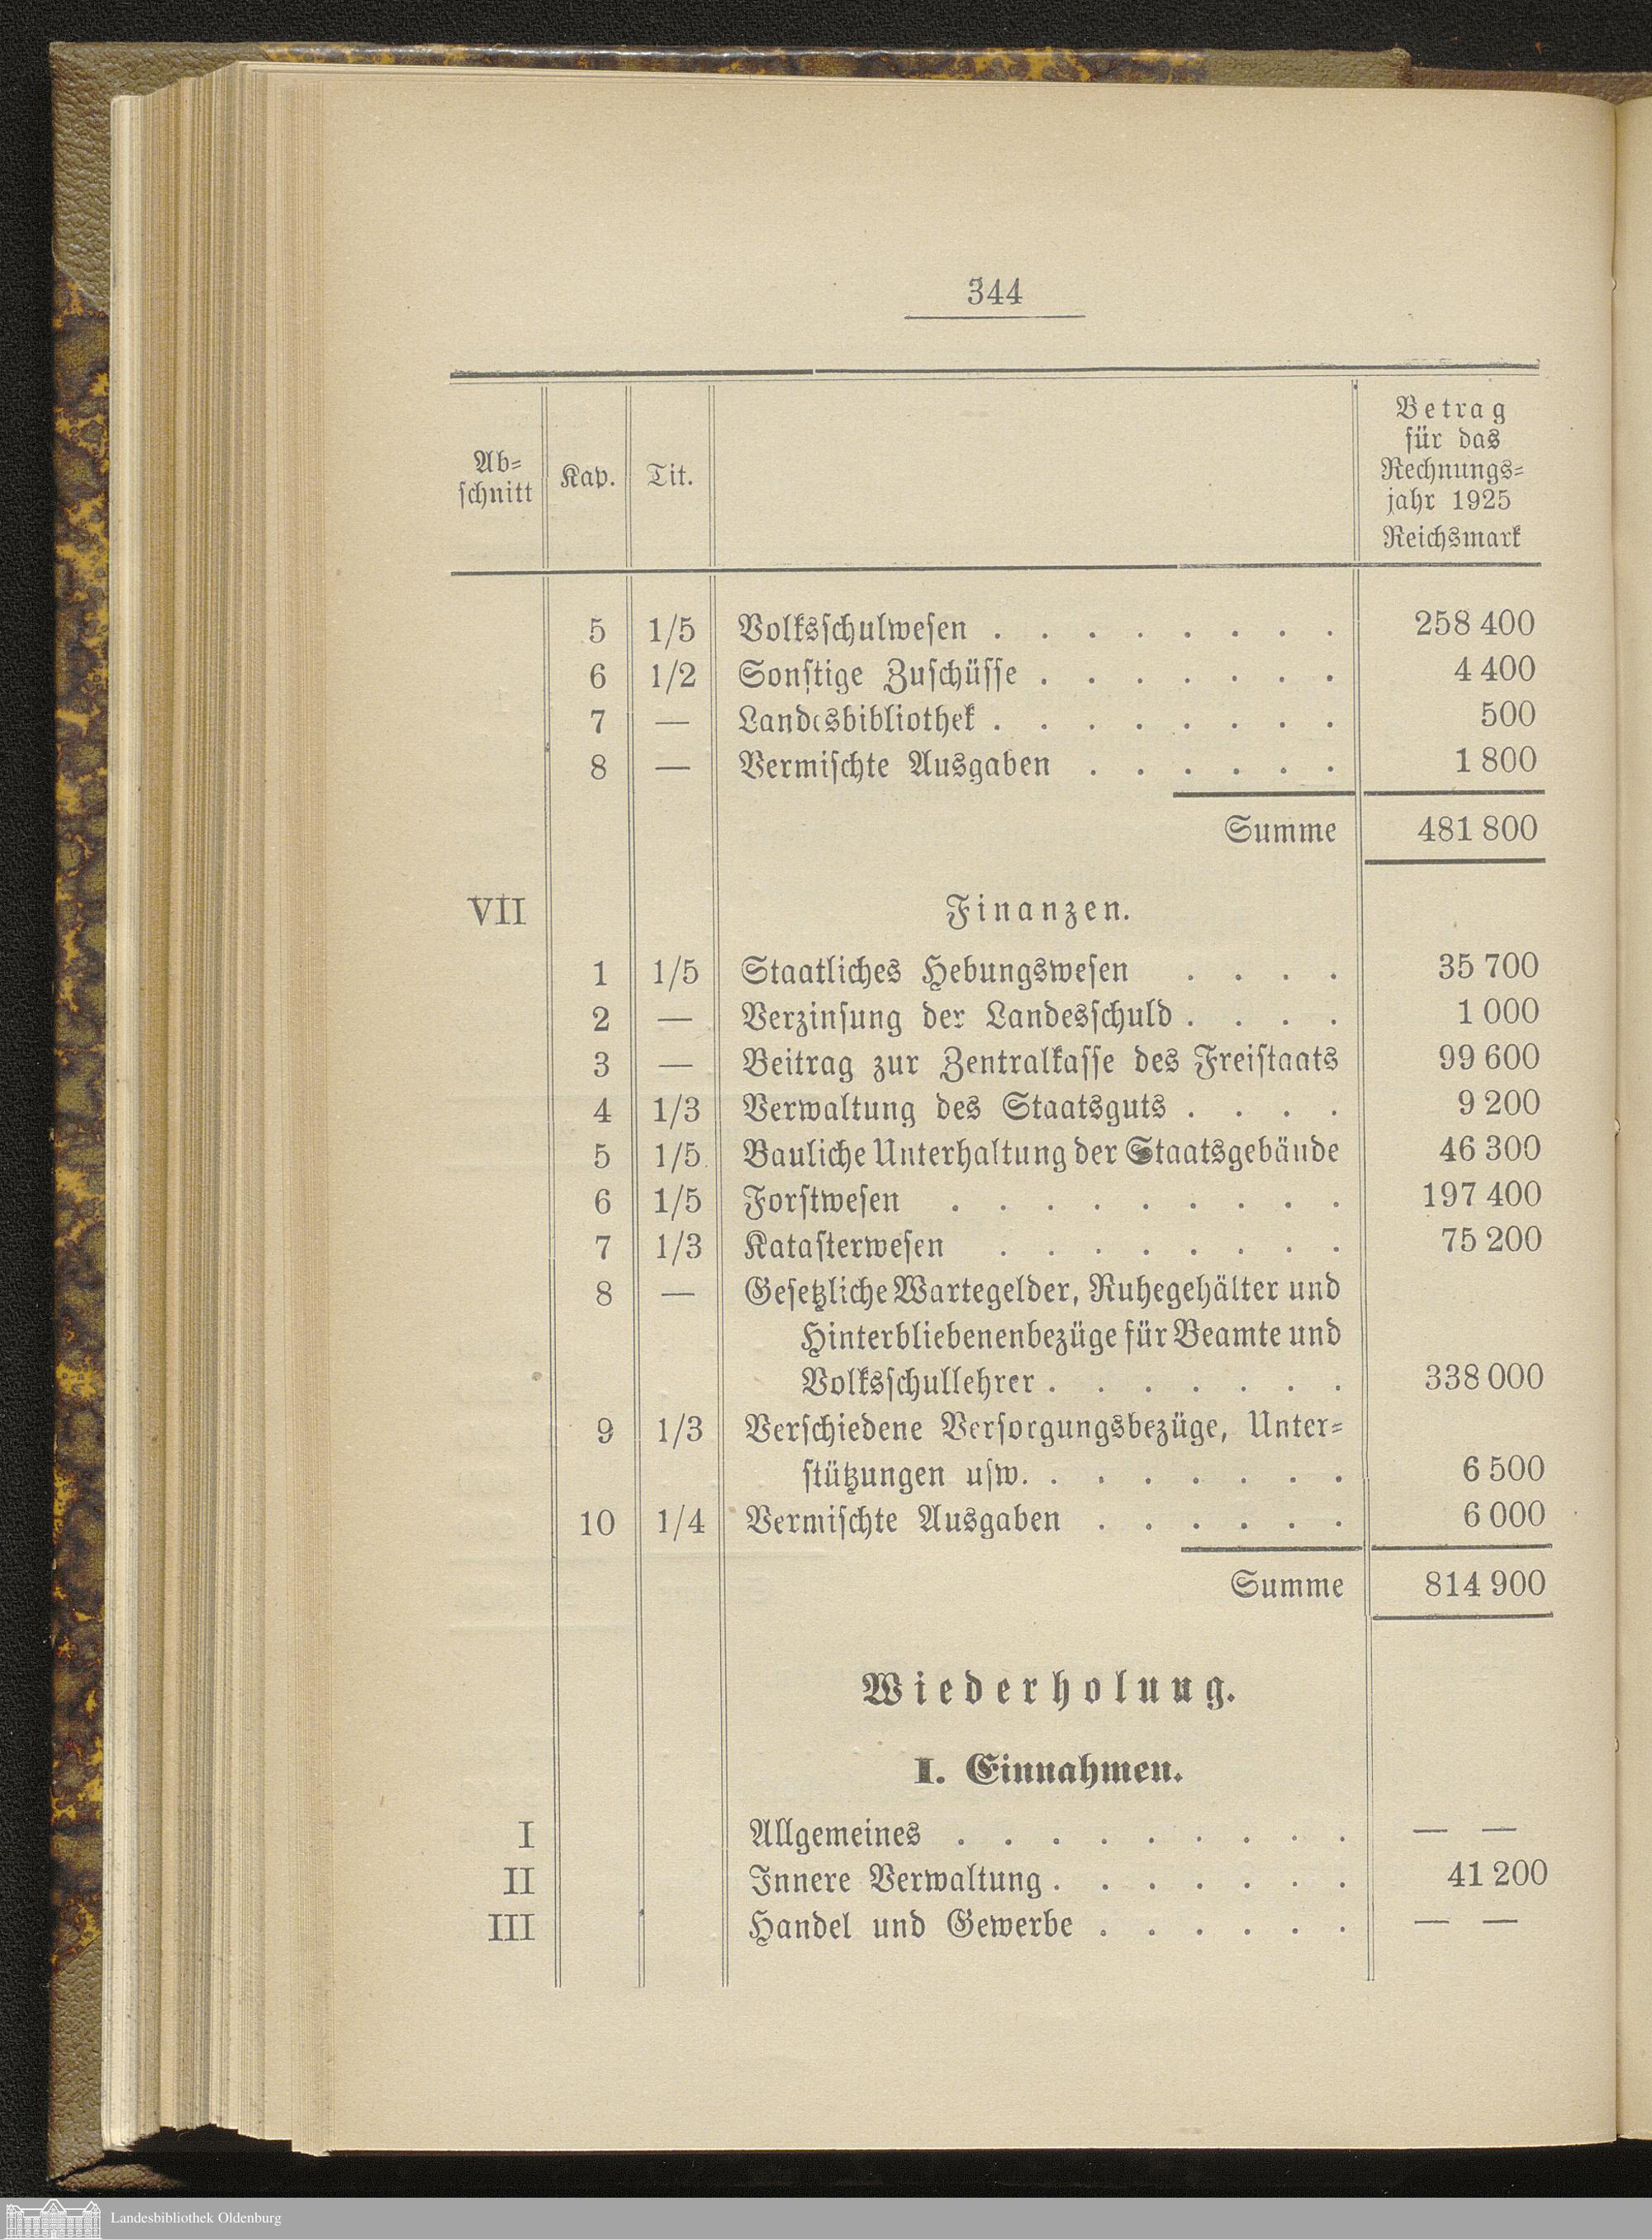 344
Ab=
schnitt
Kap.
Tit.
Betrag
für das
Rechnungs=
jahr 1925
Reichsmark
5 1/5 Volksschulwesen . . . . . . . . 258 400
6 1/2 Sonstige Zuschüsse . . . . . . . 4 400
7 — Landesbibliothek . . . . . . . . 500
8 — Vermischte Ausgaben . . . . . . 1 800
Summe 481 800
VII Finanzen.
1 1/5 Staatliches Hebungswesen . . . . 35 700
2 — Verzinsung der Landesschuld . . . . 1 000
3 — Beitrag zur Zentralkasse des Freistaats 99 600
4 1/3 Verwaltung des Staatsguts . . . . 9 200
5 1/5 Bauliche Unterhaltung der Staatsgebäude 46 300
6 1/5 Forstwesen . . . . . . . . . 197 400
7 1/3 Katasterwesen . . . . . . . . 75 200
8 — Gesetzliche Wartegelder, Ruhegehälter und
Hinterbliebenenbezüge für Beamte und
Volksschullehrer . . . . . . . 338 000
9 1/3 Verschiedene Versorgungsbezüge, Unter=
stützungen usw. . . . . . . . 6 500
10 1/4 Vermischte Ausgaben . . . . . . 6 000
Summe 814 900
Wiederholung.
I. Einnahmen.
I Allgemeines . . . . . . . . . — —
II Innere Verwaltung . . . . . . . 41 200
III Handel und Gewerbe . . . . . . — —
Landesbibliothek Oldenburg